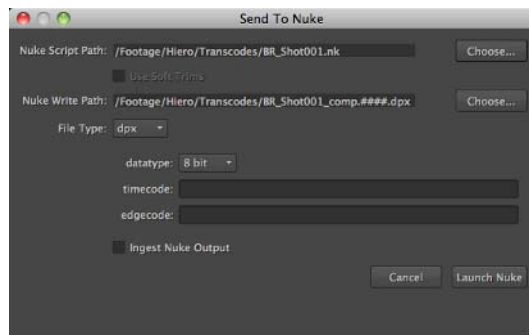 Send To Nuke
Nuke Script Path: /Footage/Hiero/Transcodes/BR_Shot001.nk Choose...
Use Soft Trims
Nuke Write Path: /Footage/Hiero/Transcodes/BR_Shot001_comp.####.dpx Choose...
File Type: dpx
datatype: 8 bit
timecode:
edgecode:
Ingest Nuke Output
Cancel Launch Nuke